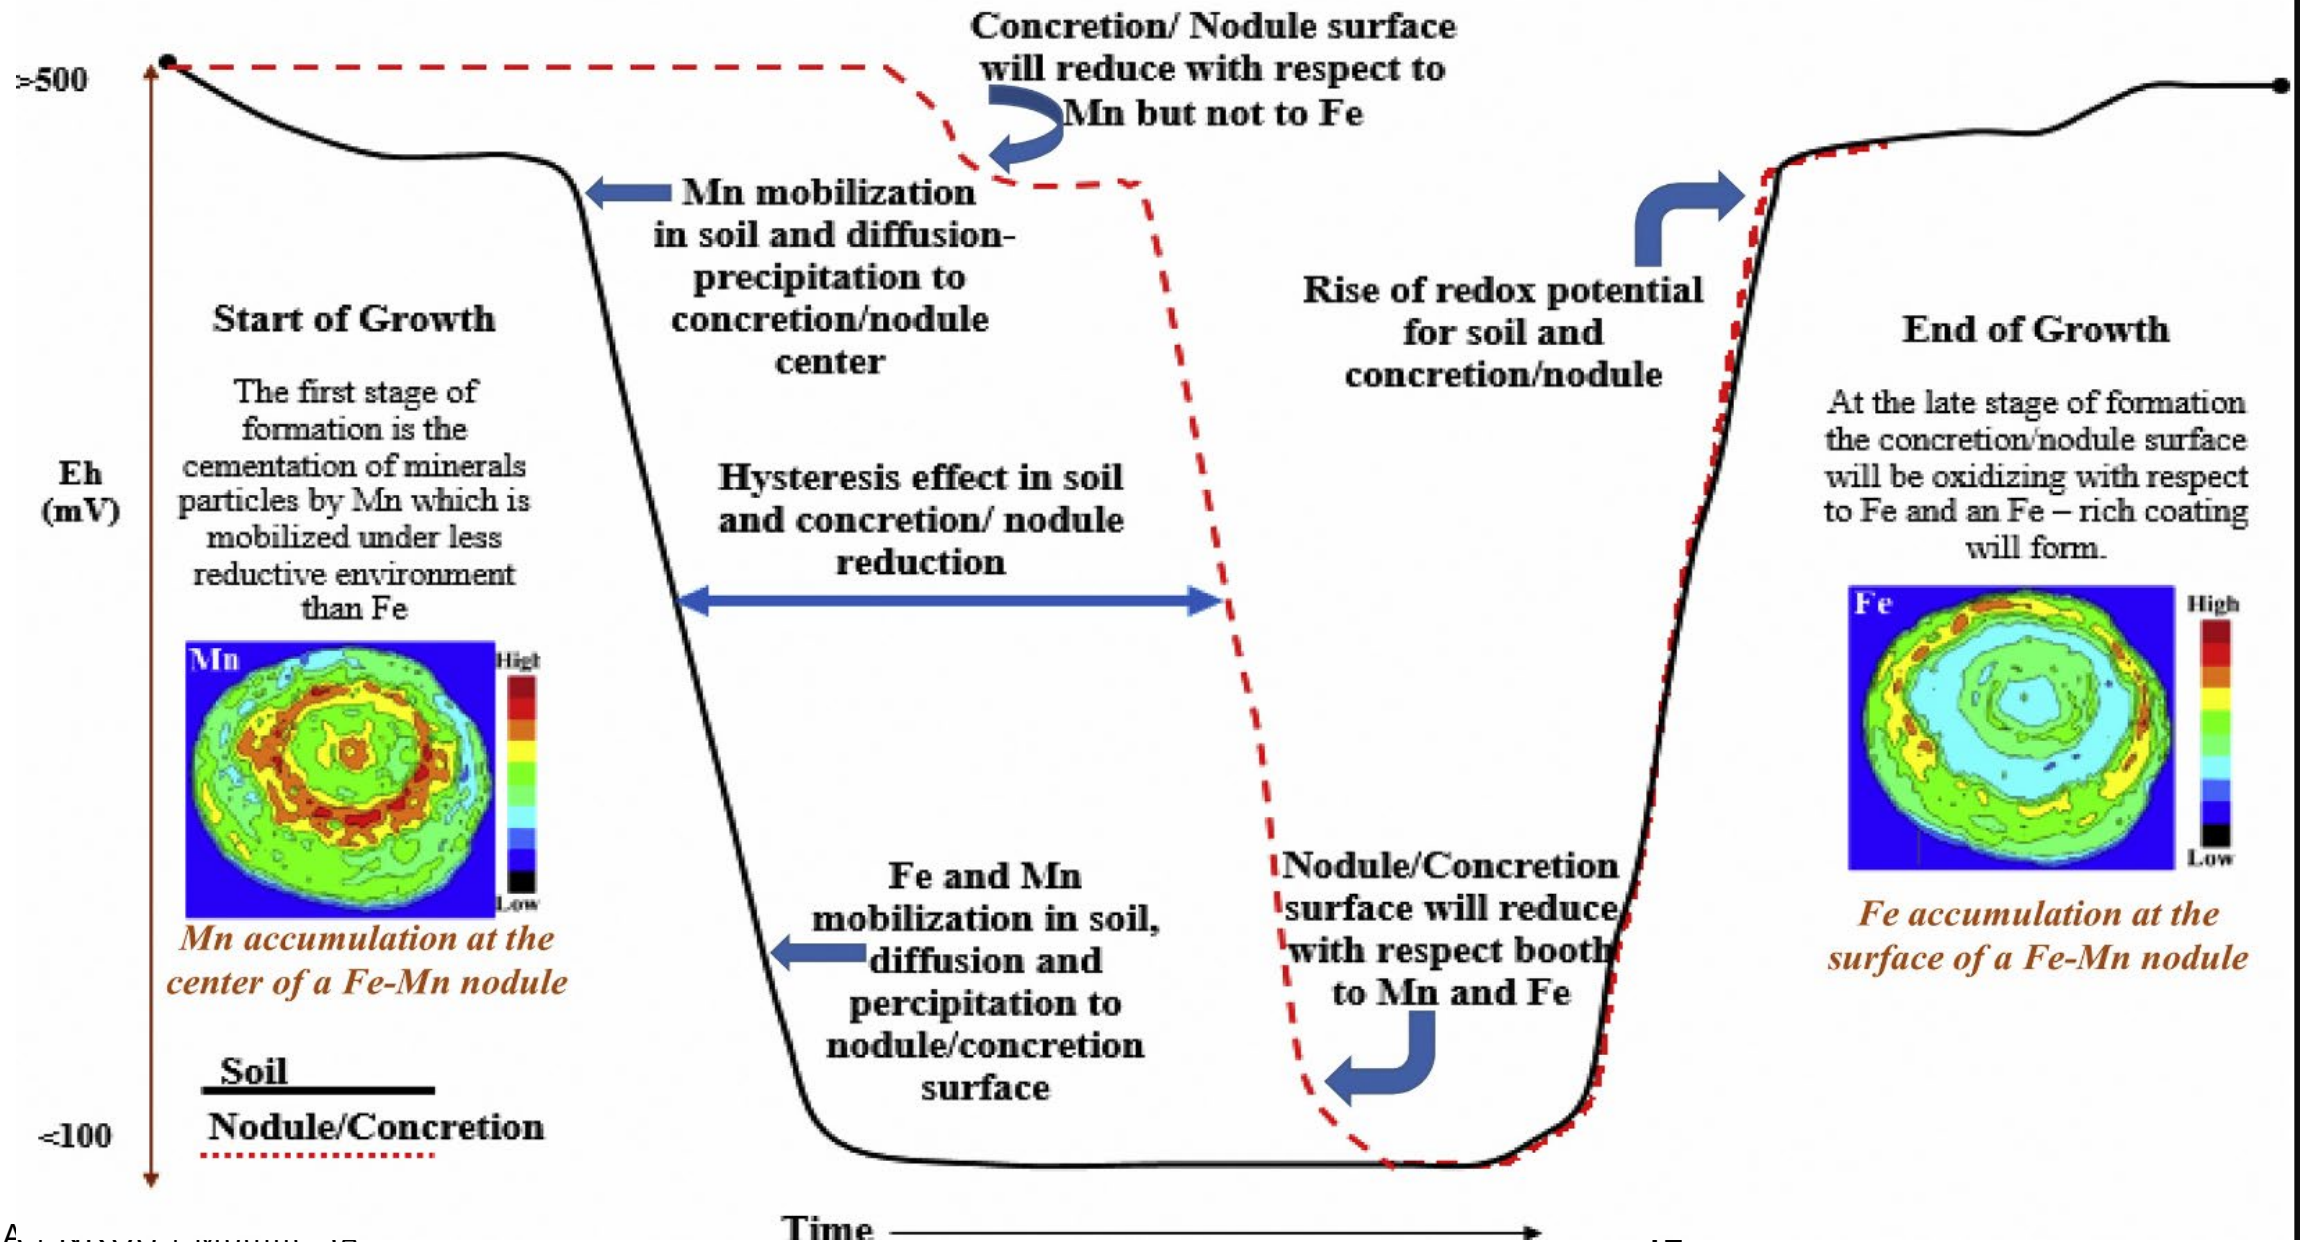 Concretion/ Nodule surface
will reduce with respect to
Mn but not to Fe
>500
Mn mobilization
in soil and diffusion-
precipitation to
concretion/nodule
center
Rise of redox potential
for soil and
concretion/nodule
Start of Growth
The first stage of
formation is the
cementation of minerals
particles by Mn which is
mobilized under less
reductive environment
than Fe
End of Growth
At the late stage of formation
the concretion/nodule surface
will be oxidizing with respect
to Fe and an Fe – rich coating
will form.
Eh
(mV)
Hysteresis effect in soil
and concretion/ nodule
reduction
Mn
High
Low
Fe
High
Low
Mn accumulation at the
center of a Fe-Mn nodule
Fe and Mn
mobilization in soil,
diffusion and
percipitation to
nodule/concretion
surface
Nodule/Concretion
surface will reduce
with respect booth
to Mn and Fe
Fe accumulation at the
surface of a Fe-Mn nodule
Soil
Nodule/Concretion
<100
Time